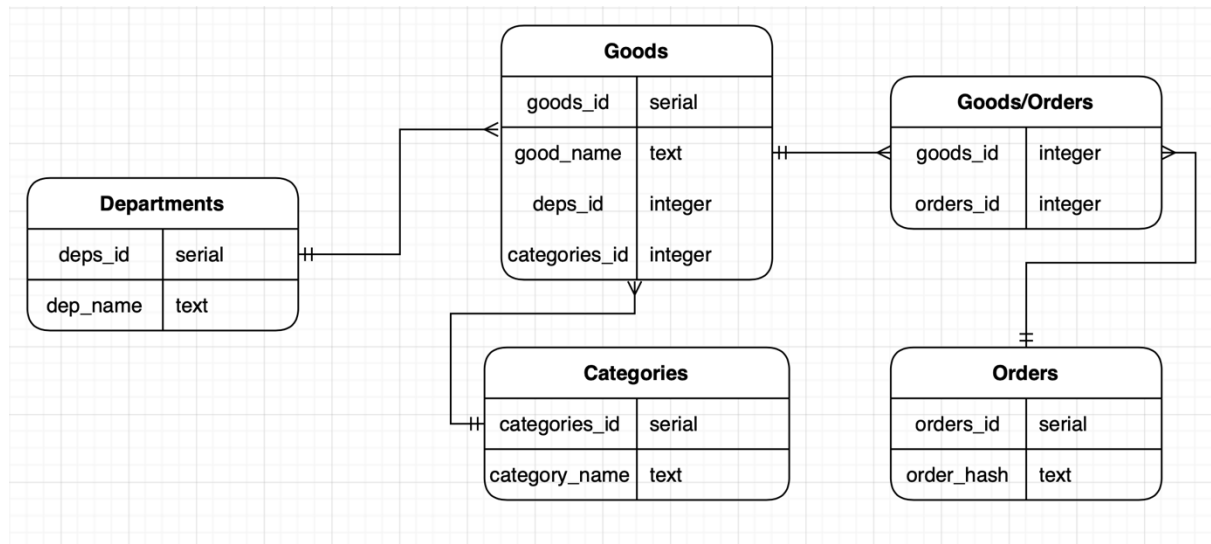 Goods
goods_id serial
good_name text
deps_id integer
categories_id integer
Goods/Orders
goods_id integer
orders_id integer
Departments
deps_id serial
dep_name text
Categories
categories_id serial
category_name text
Orders
orders_id serial
order_hash text